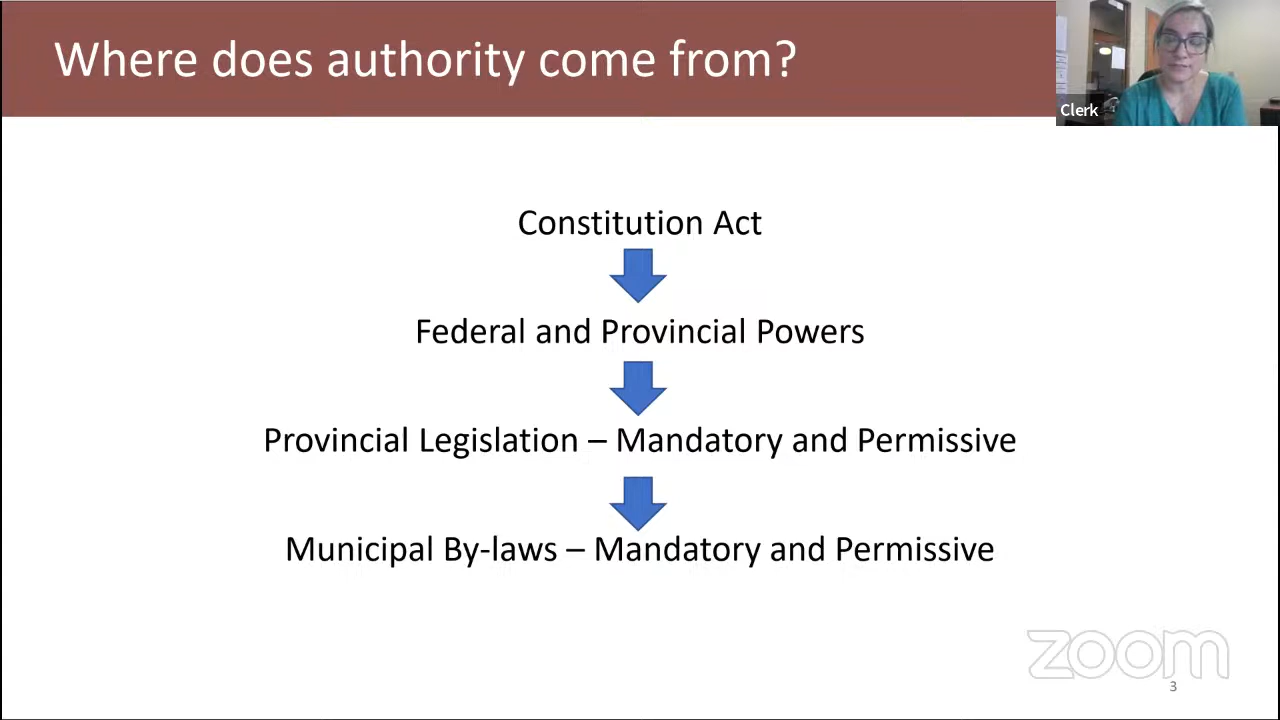 Where does authority come from?
Clerk
Constitution Act
Federal and Provincial Powers
Provincial Legislation – Mandatory and Permissive
Municipal By-laws – Mandatory and Permissive
zoom
3